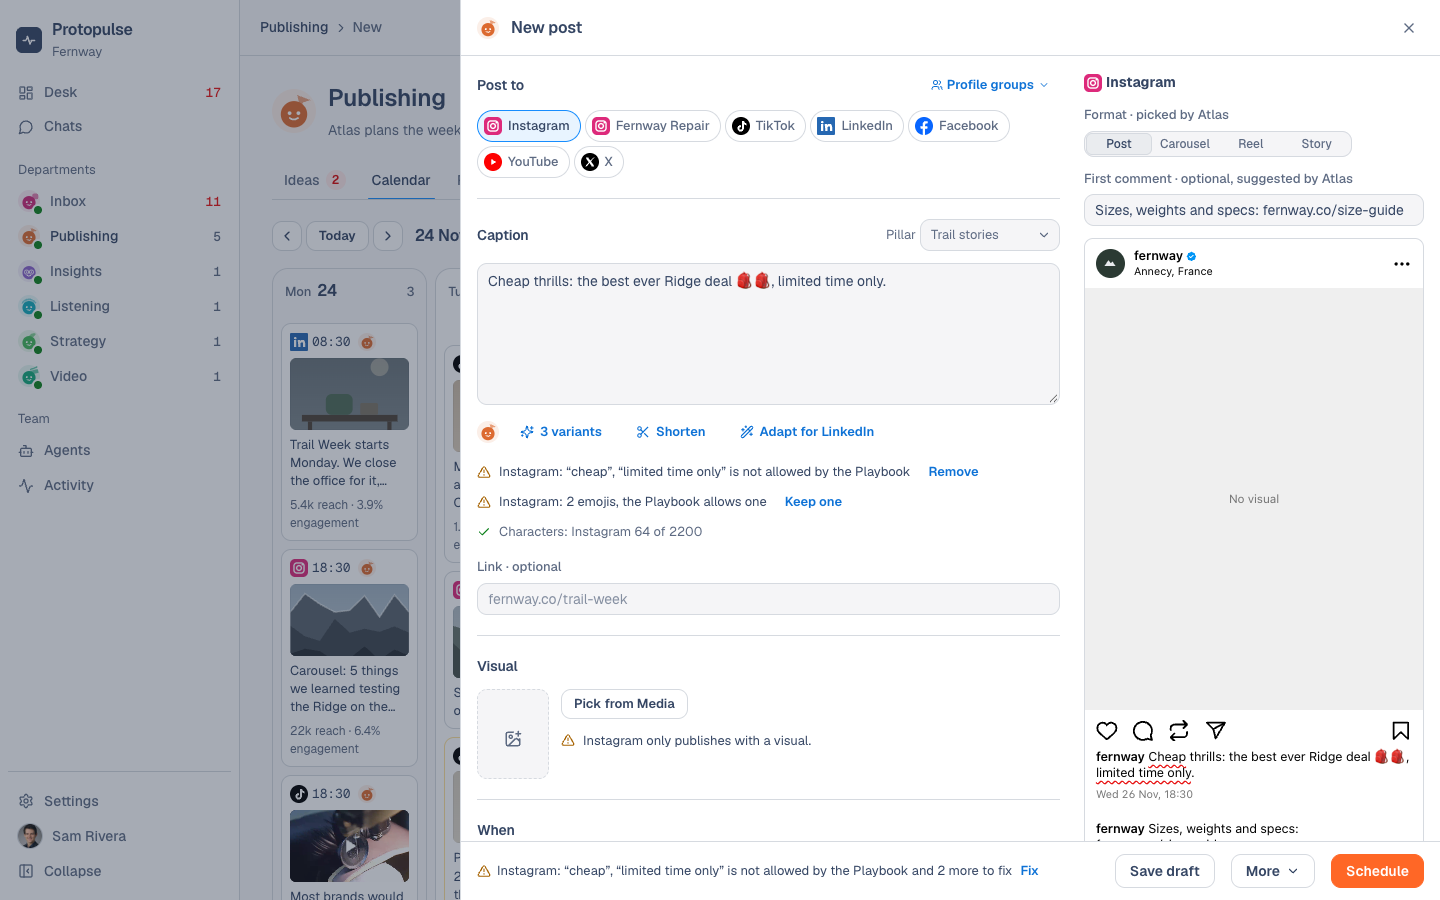 Protopulse
Fernway
Desk 17
Chats
Departments
Inbox 11
Publishing 5
Insights 1
Listening 1
Strategy 1
Video 1
Team
Agents
Activity
Settings
Sam Rivera
Collapse
Publishing > New
Publishing
Atlas plans the week
Ideas 2 Calendar
Today 24 No
Mon 24 3
08:30
Trail Week starts
Monday. We close
the office for it,…
5.4k reach · 3.9%
engagement
18:30
Carousel: 5 things
we learned testing
the Ridge on the…
22k reach · 6.4%
engagement
18:30
Most brands would
New post
Post to
Profile groups
Instagram
Fernway Repair
TikTok
LinkedIn
Facebook
YouTube
X
Caption
Pillar Trail stories
Cheap thrills: the best ever Ridge deal 🎒🎒, limited time only.
3 variants
Shorten
Adapt for LinkedIn
Instagram: “cheap”, “limited time only” is not allowed by the Playbook Remove
Instagram: 2 emojis, the Playbook allows one Keep one
Characters: Instagram 64 of 2200
Link · optional
fernway.co/trail-week
Visual
Pick from Media
Instagram only publishes with a visual.
When
Instagram
Format · picked by Atlas
Post Carousel Reel Story
First comment · optional, suggested by Atlas
Sizes, weights and specs: fernway.co/size-guide
fernway
Annecy, France
No visual
fernway Cheap thrills: the best ever Ridge deal 🎒🎒,
limited time only.
Wed 26 Nov, 18:30
fernway Sizes, weights and specs:
Instagram: “cheap”, “limited time only” is not allowed by the Playbook and 2 more to fix Fix
Save draft
More
Schedule